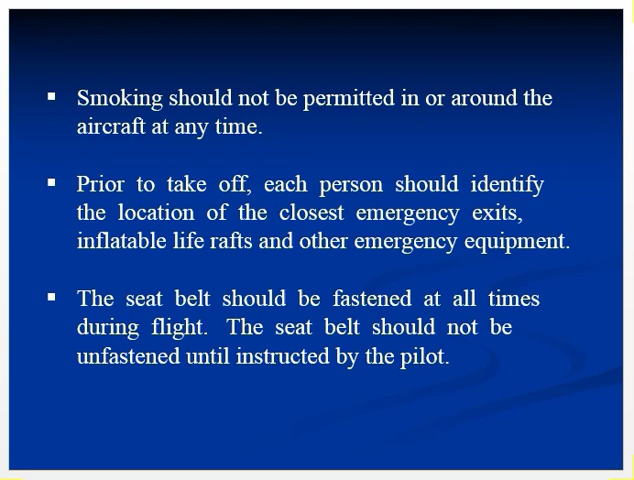 ▪ Smoking should not be permitted in or around the
aircraft at any time.
▪ Prior to take off, each person should identify
the location of the closest emergency exits,
inflatable life rafts and other emergency equipment.
▪ The seat belt should be fastened at all times
during flight. The seat belt should not be
unfastened until instructed by the pilot.